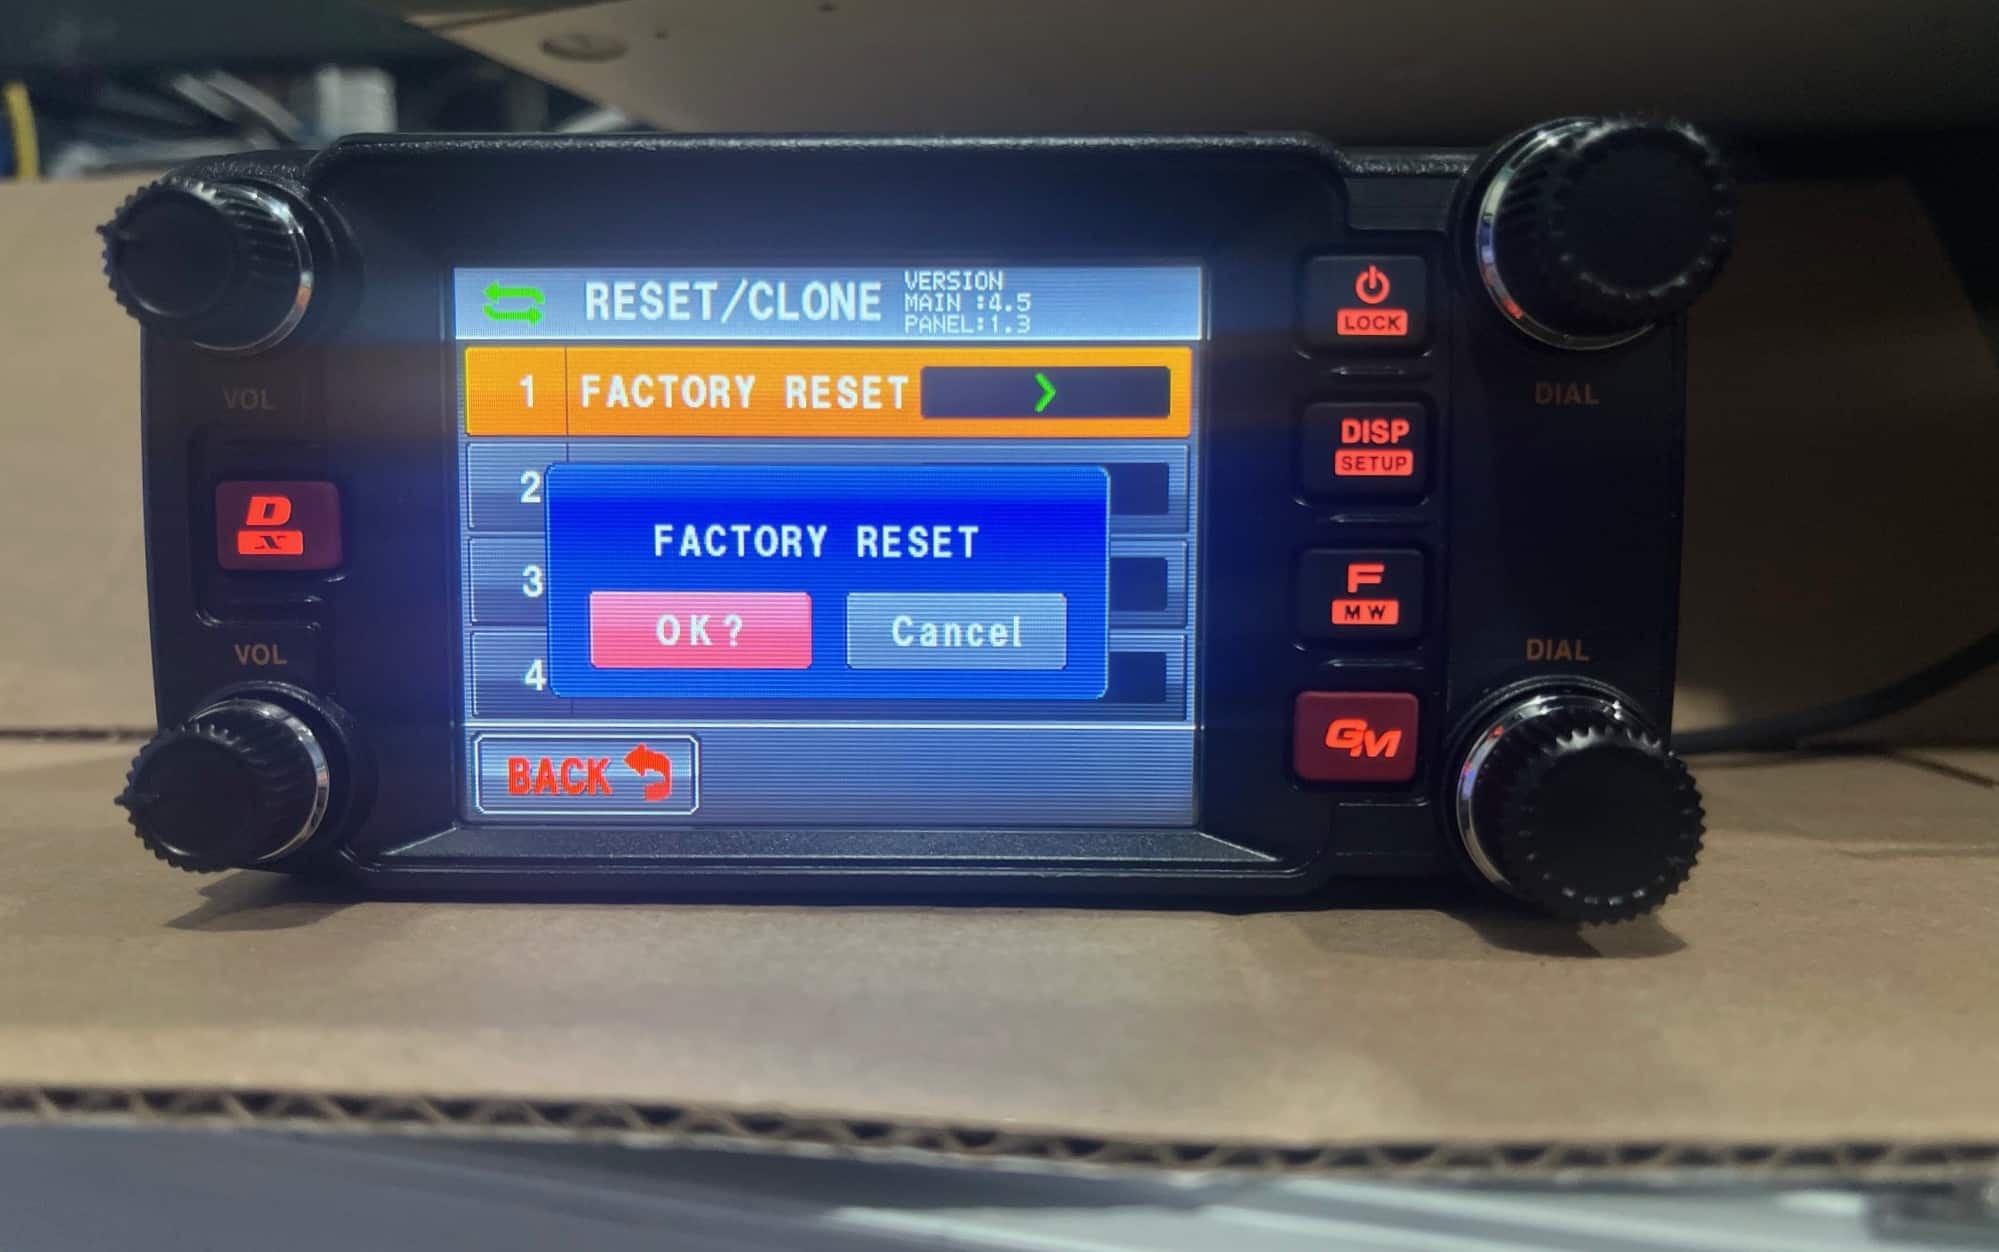 RESET/CLONE
VERSION
MAIN :4.5
PANEL:1.3
1 FACTORY RESET >
2
3
4
FACTORY RESET
OK? Cancel
BACK
VOL
D
X
VOL
LOCK
DISP
SETUP
F
MW
GM
DIAL
DIAL